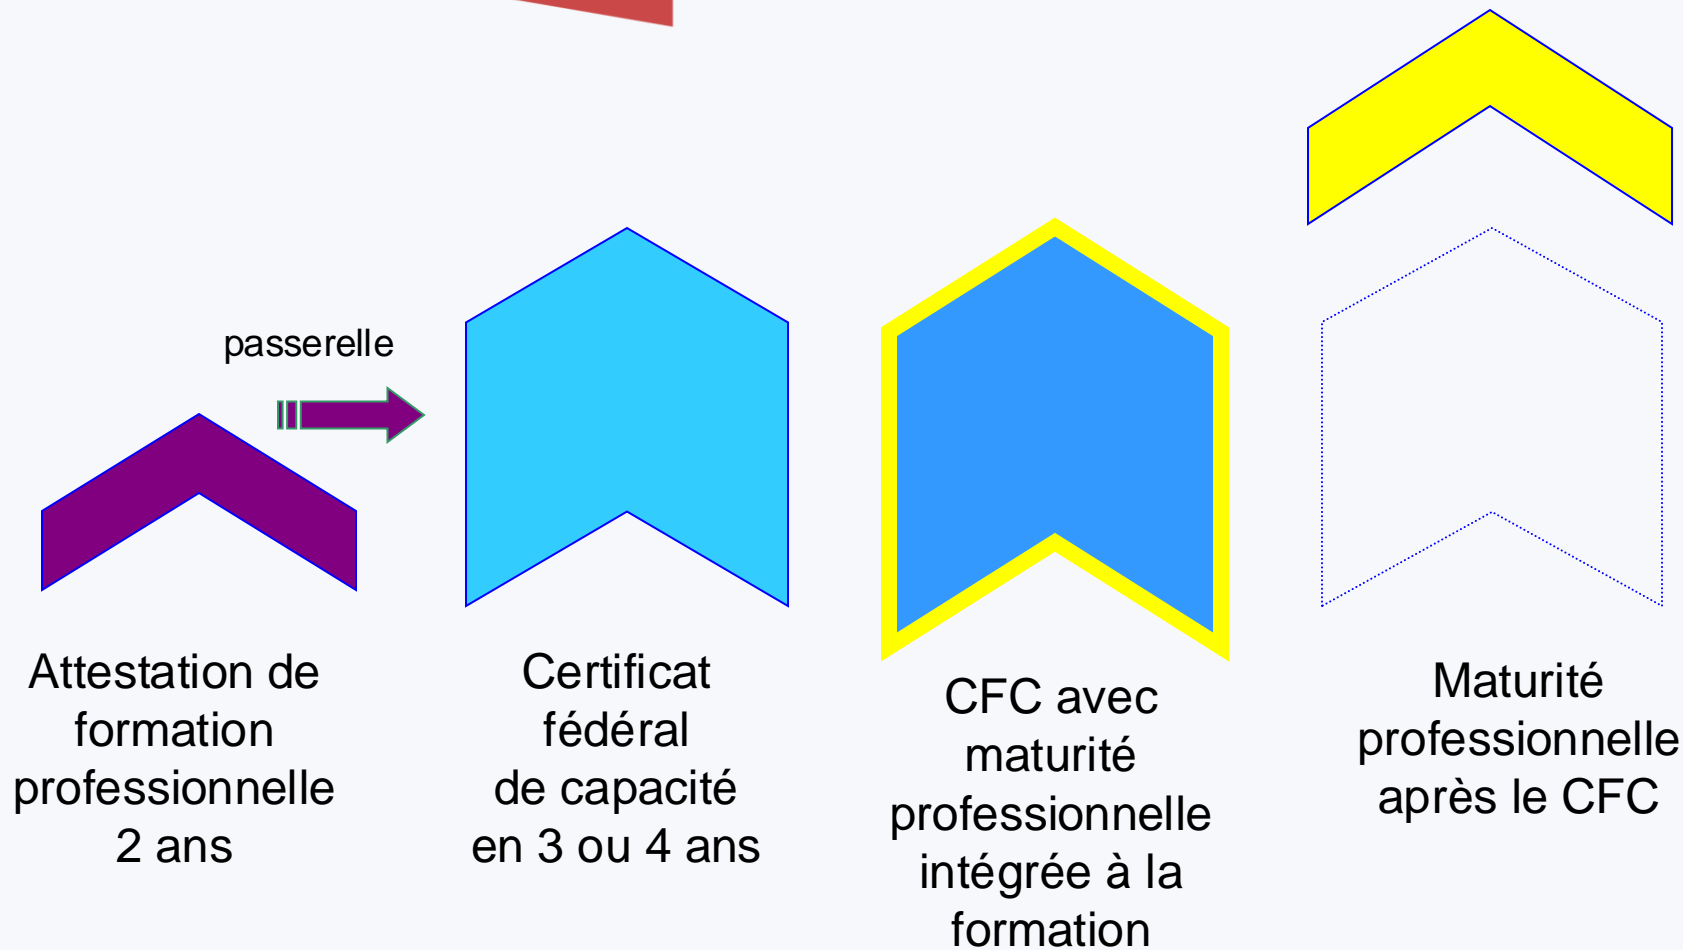 passerelle
Attestation de
formation
professionnelle
2 ans
Certificat
fédéral
de capacité
en 3 ou 4 ans
CFC avec
maturité
professionnelle
intégrée à la
formation
Maturité
professionnelle
après le CFC